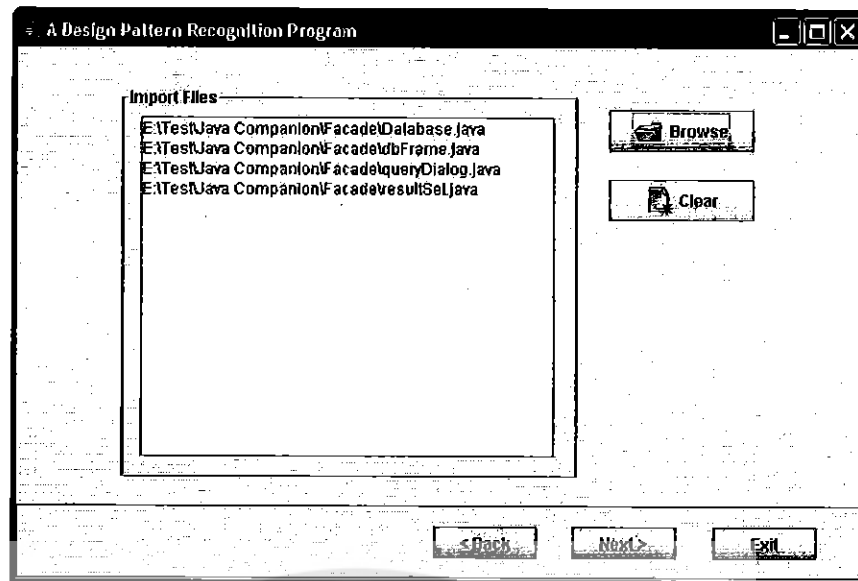 A Design Pattern Recognition Program
Import Files
E:\Test\Java Companion\Facade\Database.java
E:\Test\Java Companion\Facade\dbFrame.java
E:\Test\Java Companion\Facade\queryDialog.java
E:\Test\Java Companion\Facade\resultSet.java
Browse
Clear
<Back
Next>
Exit